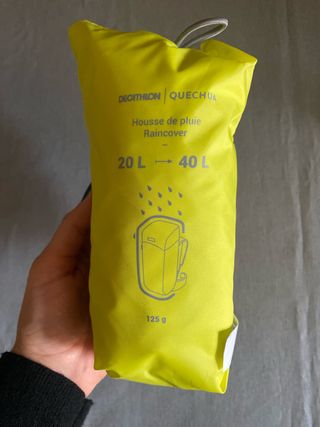 DECATHLON | QUECHUA
Housse de pluie
Raincover
–
20 L → 40 L
125 g